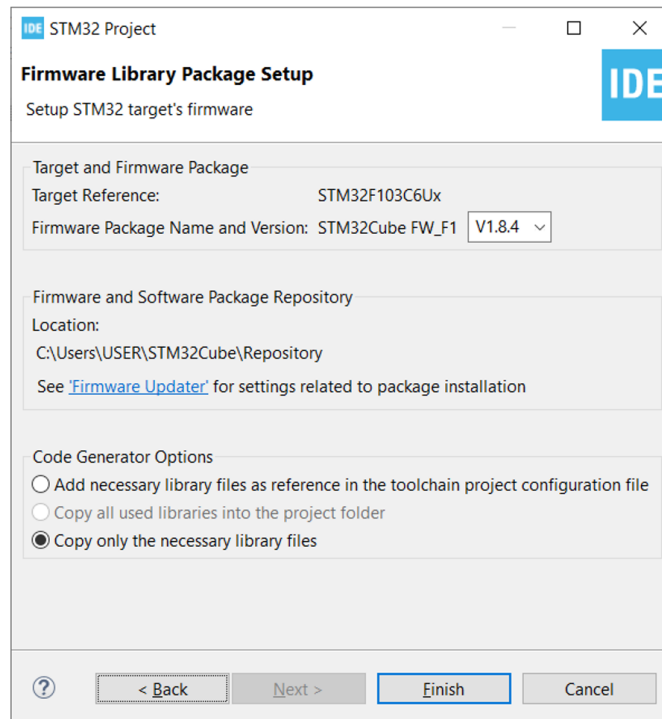 IDE STM32 Project
Firmware Library Package Setup
IDE
Setup STM32 target's firmware
Target and Firmware Package
Target Reference: STM32F103C6Ux
Firmware Package Name and Version: STM32Cube FW_F1 V1.8.4
Firmware and Software Package Repository
Location:
C:\Users\USER\STM32Cube\Repository
See 'Firmware Updater' for settings related to package installation
Code Generator Options
Add necessary library files as reference in the toolchain project configuration file
Copy all used libraries into the project folder
Copy only the necessary library files
? < Back Next > Finish Cancel